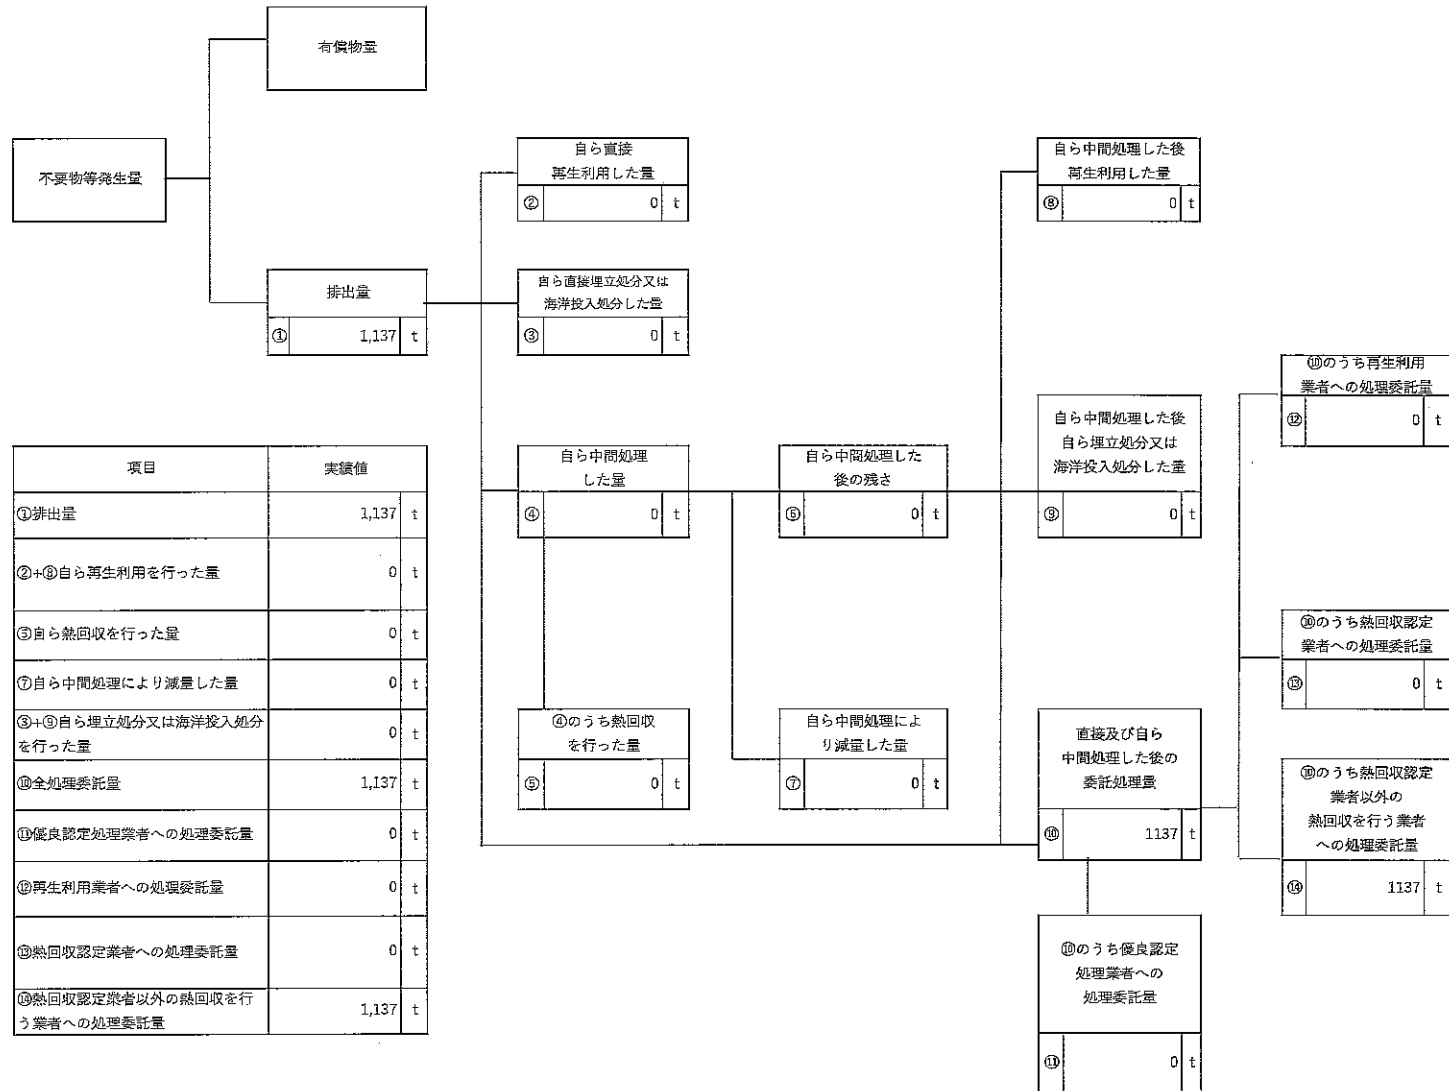 有償物量
不要物等発生量
排出量
① 1,137 t
自ら直接
再生利用した量
② 0 t
自ら直接埋立処分又は
海洋投入処分した量
③ 0 t
自ら中間処理
した量
④ 0 t
④のうち熱回収
を行った量
⑤ 0 t
自ら中間処理した
後の残さ
⑥ 0 t
自ら中間処理によ
り減量した量
⑦ 0 t
自ら中間処理した後
再生利用した量
⑧ 0 t
自ら中間処理した後
自ら埋立処分又は
海洋投入処分した量
⑨ 0 t
直接及び自ら
中間処理した後の
委託処理量
⑩ 1137 t
⑩のうち優良認定
処理業者への
処理委託量
⑪ 0 t
⑩のうち再生利用
業者への処理委託量
⑫ 0 t
⑩のうち熱回収認定
業者への処理委託量
⑬ 0 t
⑩のうち熱回収認定
業者以外の
熱回収を行う業者
への処理委託量
⑭ 1137 t
項目 実績値
①排出量 1,137 t
②+⑧自ら再生利用を行った量 0 t
⑤自ら熱回収を行った量 0 t
⑦自ら中間処理により減量した量 0 t
③+⑨自ら埋立処分又は海洋投入処分
を行った量 0 t
⑩全処理委託量 1,137 t
⑪優良認定処理業者への処理委託量 0 t
⑫再生利用業者への処理委託量 0 t
⑬熱回収認定業者への処理委託量 0 t
⑭熱回収認定業者以外の熱回収を行
う業者への処理委託量 1,137 t